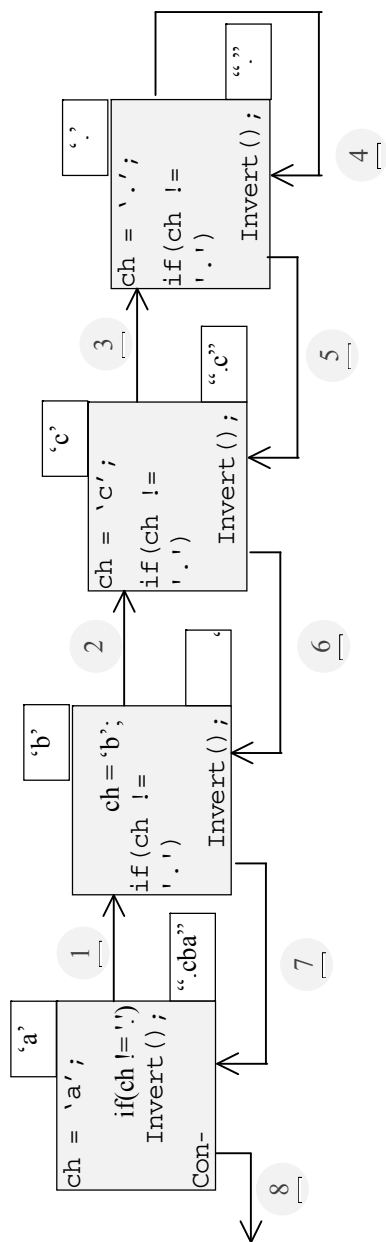 ‘a’
ch = ‘a’;
if(ch != '.')
Invert();
Con-
“.cba”
1
‘b’
ch = ‘b’;
if(ch !=
'.')
Invert();
‘
2
‘c’
ch = ‘c’;
if(ch !=
'.')
Invert();
“.c”
3
‘.’
ch = ‘.’;
if(ch !=
'.')
Invert();
“.”
4
5
6
7
8